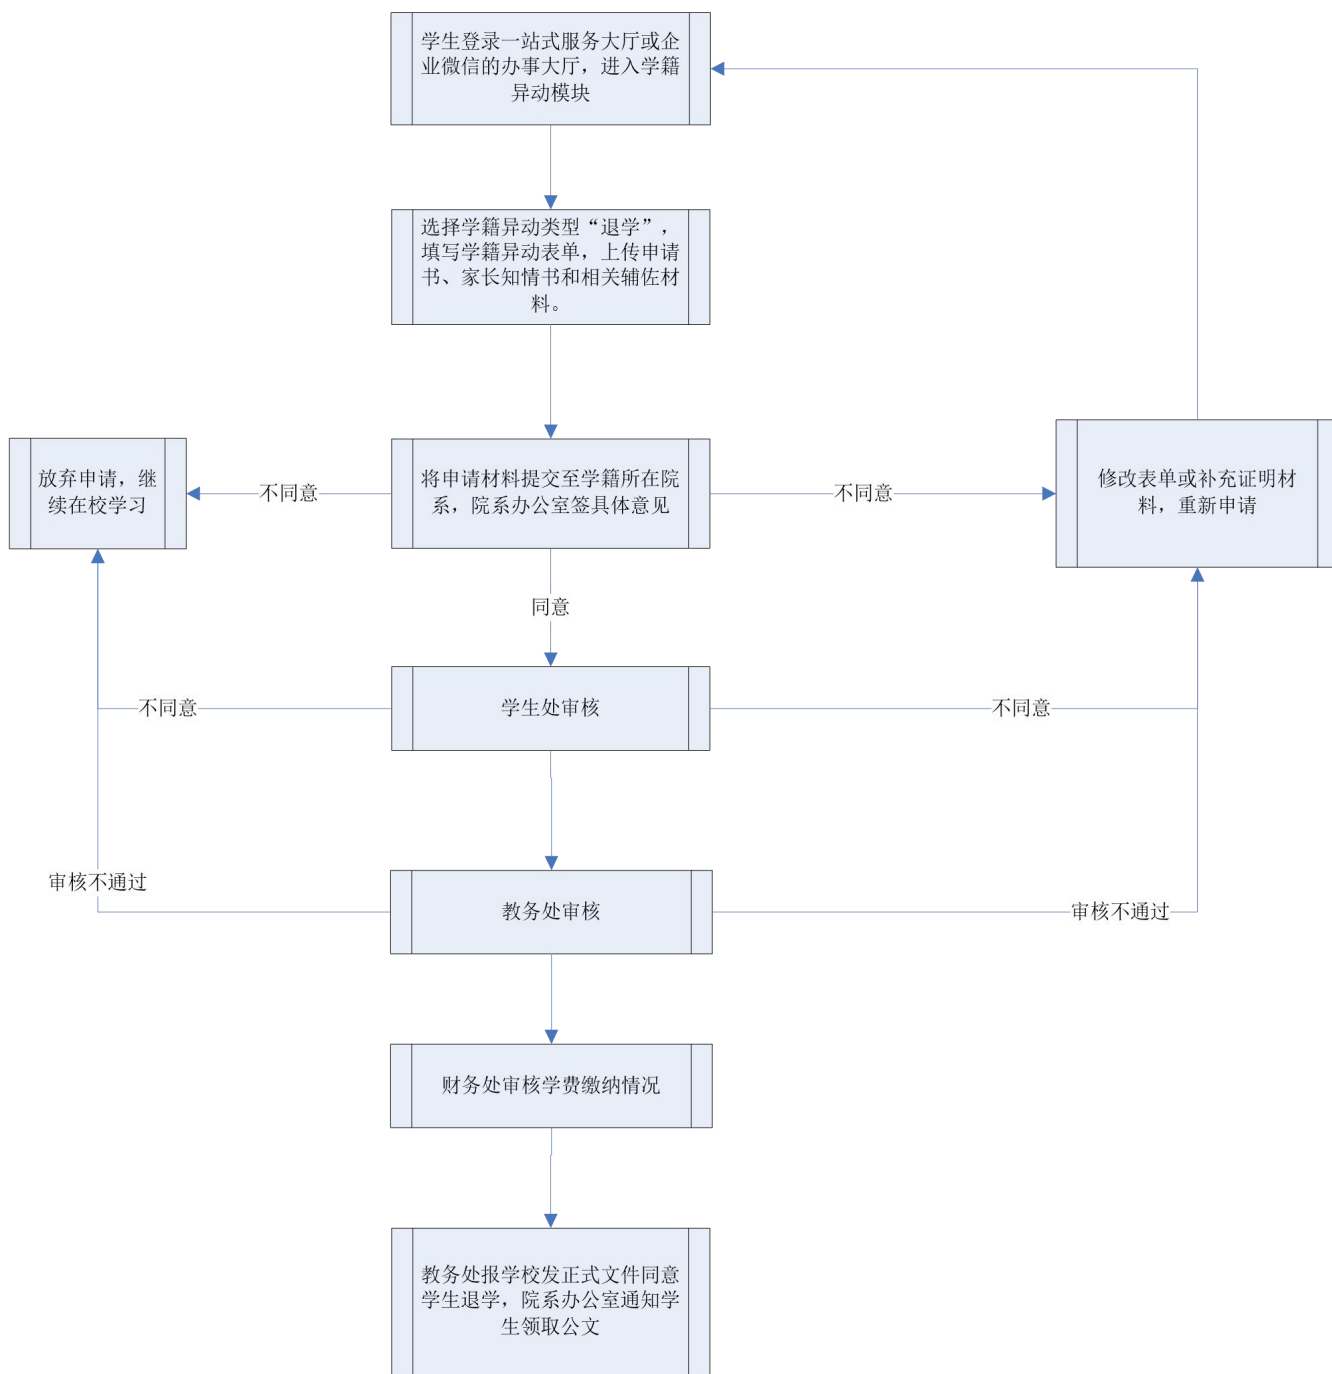 学生登录一站式服务大厅或企
业微信的办事大厅，进入学籍
异动模块
选择学籍异动类型“退学”，
填写学籍异动表单，上传申请
书、家长知情书和相关辅佐材
料。
放弃申请，继
续在校学习
不同意
将申请材料提交至学籍所在院
系，院系办公室签具体意见
不同意
修改表单或补充证明材
料，重新申请
同意
不同意
学生处审核
不同意
审核不通过
教务处审核
审核不通过
财务处审核学费缴纳情况
教务处报学校发正式文件同意
学生退学，院系办公室通知学
生领取公文